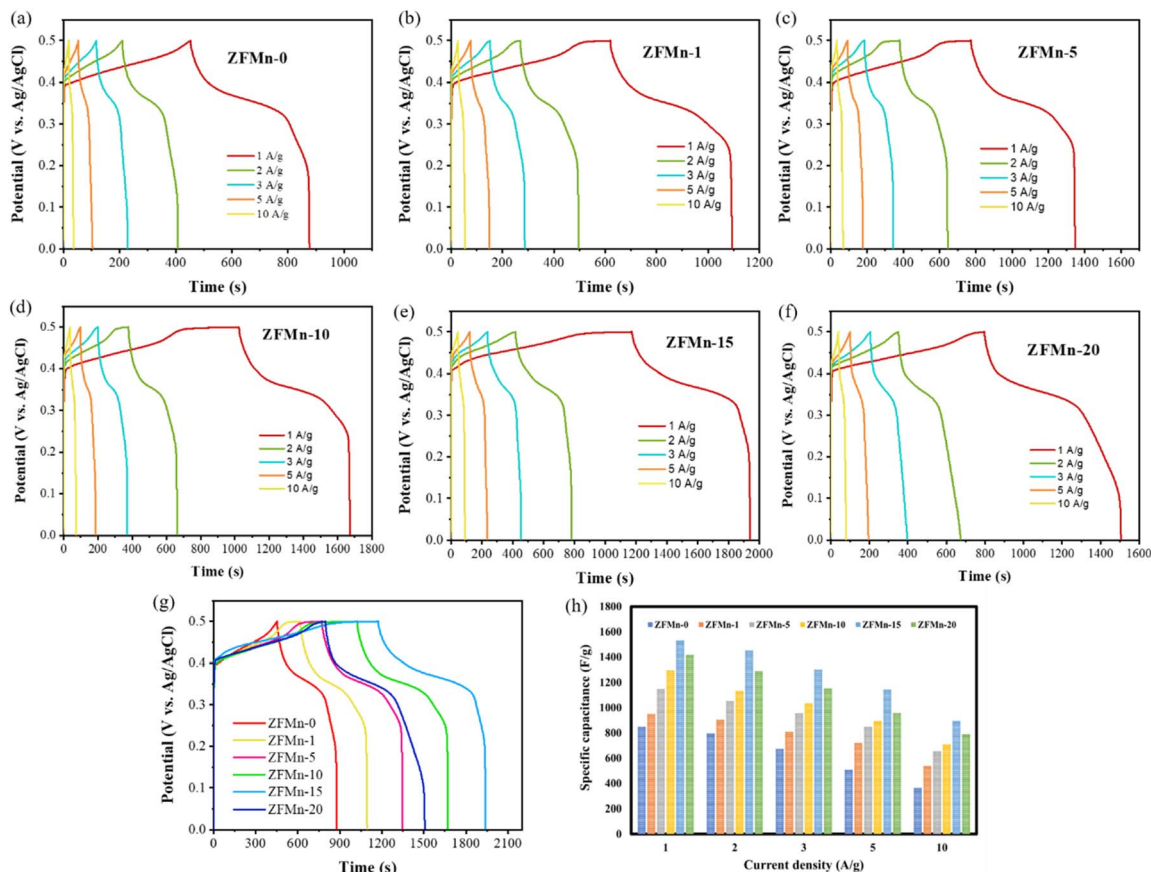 (a)
ZFMn-0
0.5
0.4
0.3
0.2
0.1
0.0
Potential (V vs. Ag/AgCl)
1 A/g
2 A/g
3 A/g
5 A/g
10 A/g
0 200 400 600 800 1000
Time (s)
(b)
ZFMn-1
0.5
0.4
0.3
0.2
0.1
0.0
Potential (V vs. Ag/AgCl)
1 A/g
2 A/g
3 A/g
5 A/g
10 A/g
0 200 400 600 800 1000 1200
Time (s)
(c)
ZFMn-5
0.5
0.4
0.3
0.2
0.1
0.0
Potential (V vs. Ag/AgCl)
1 A/g
2 A/g
3 A/g
5 A/g
10 A/g
0 200 400 600 800 1000 1200 1400 1600
Time (s)
(d)
ZFMn-10
0.5
0.4
0.3
0.2
0.1
0.0
Potential (V vs. Ag/AgCl)
1 A/g
2 A/g
3 A/g
5 A/g
10 A/g
0 200 400 600 800 1000 1200 1400 1600 1800
Time (s)
(e)
ZFMn-15
0.5
0.4
0.3
0.2
0.1
0.0
Potential (V vs. Ag/AgCl)
1 A/g
2 A/g
3 A/g
5 A/g
10 A/g
0 200 400 600 800 1000 1200 1400 1600 1800 2000
Time (s)
(f)
ZFMn-20
0.5
0.4
0.3
0.2
0.1
0.0
Potential (V vs. Ag/AgCl)
1 A/g
2 A/g
3 A/g
5 A/g
10 A/g
0 200 400 600 800 1000 1200 1400 1600
Time (s)
(g)
0.5
0.4
0.3
0.2
0.1
0.0
Potential (V vs. Ag/AgCl)
ZFMn-0
ZFMn-1
ZFMn-5
ZFMn-10
ZFMn-15
ZFMn-20
0 300 600 900 1200 1500 1800 2100
Time (s)
(h)
1800
1600
1400
1200
1000
800
600
400
200
0
Specific capacitance (F/g)
ZFMn-0 ZFMn-1 ZFMn-5 ZFMn-10 ZFMn-15 ZFMn-20
1 2 3 5 10
Current density (A/g)